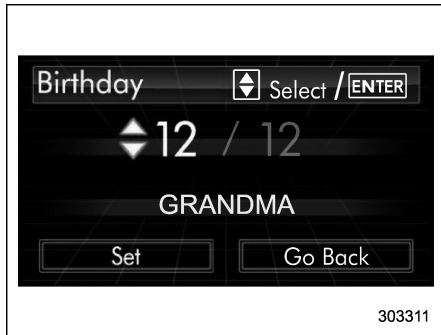 Birthday Select / ENTER
12 / 12
GRANDMA
Set Go Back
303311